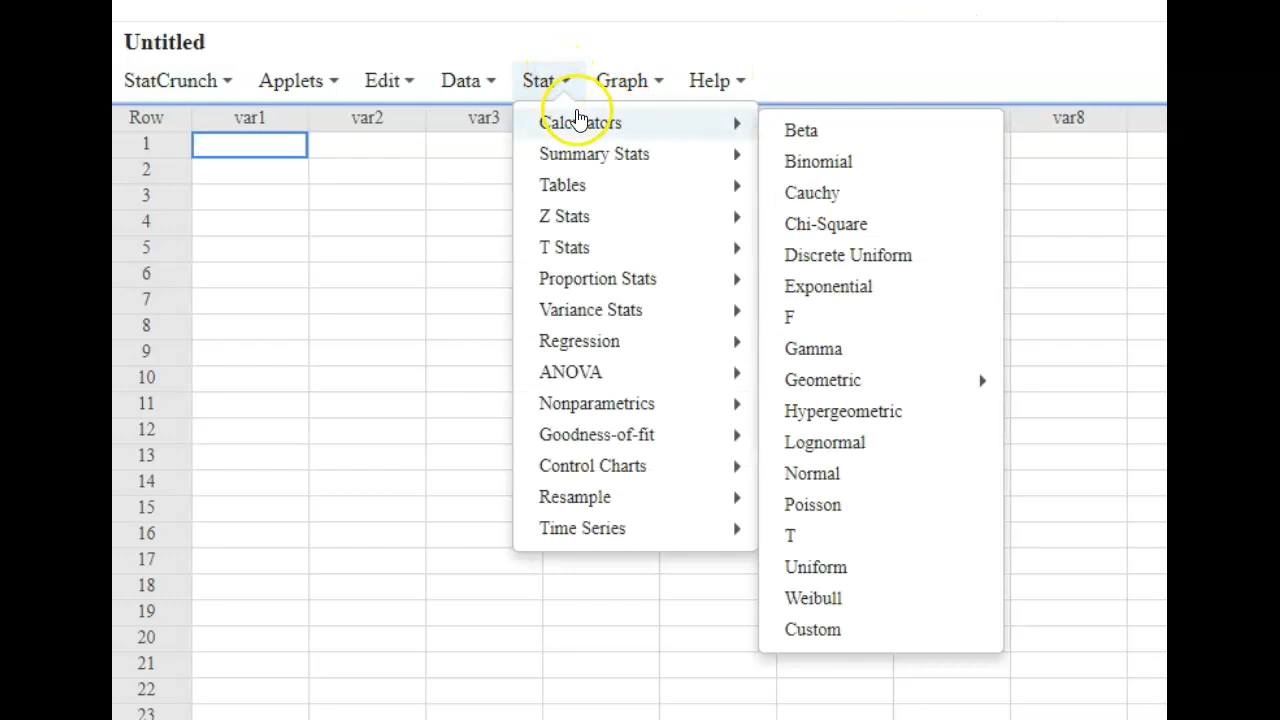 Untitled
StatCrunch Applets Edit Data Stat Graph Help
Row var1 var2 var3 var8
Calculators
Summary Stats
Tables
Z Stats
T Stats
Proportion Stats
Variance Stats
Regression
ANOVA
Nonparametrics
Goodness-of-fit
Control Charts
Resample
Time Series
Beta
Binomial
Cauchy
Chi-Square
Discrete Uniform
Exponential
F
Gamma
Geometric
Hypergeometric
Lognormal
Normal
Poisson
T
Uniform
Weibull
Custom
1
2
3
4
5
6
7
8
9
10
11
12
13
14
15
16
17
18
19
20
21
22
23